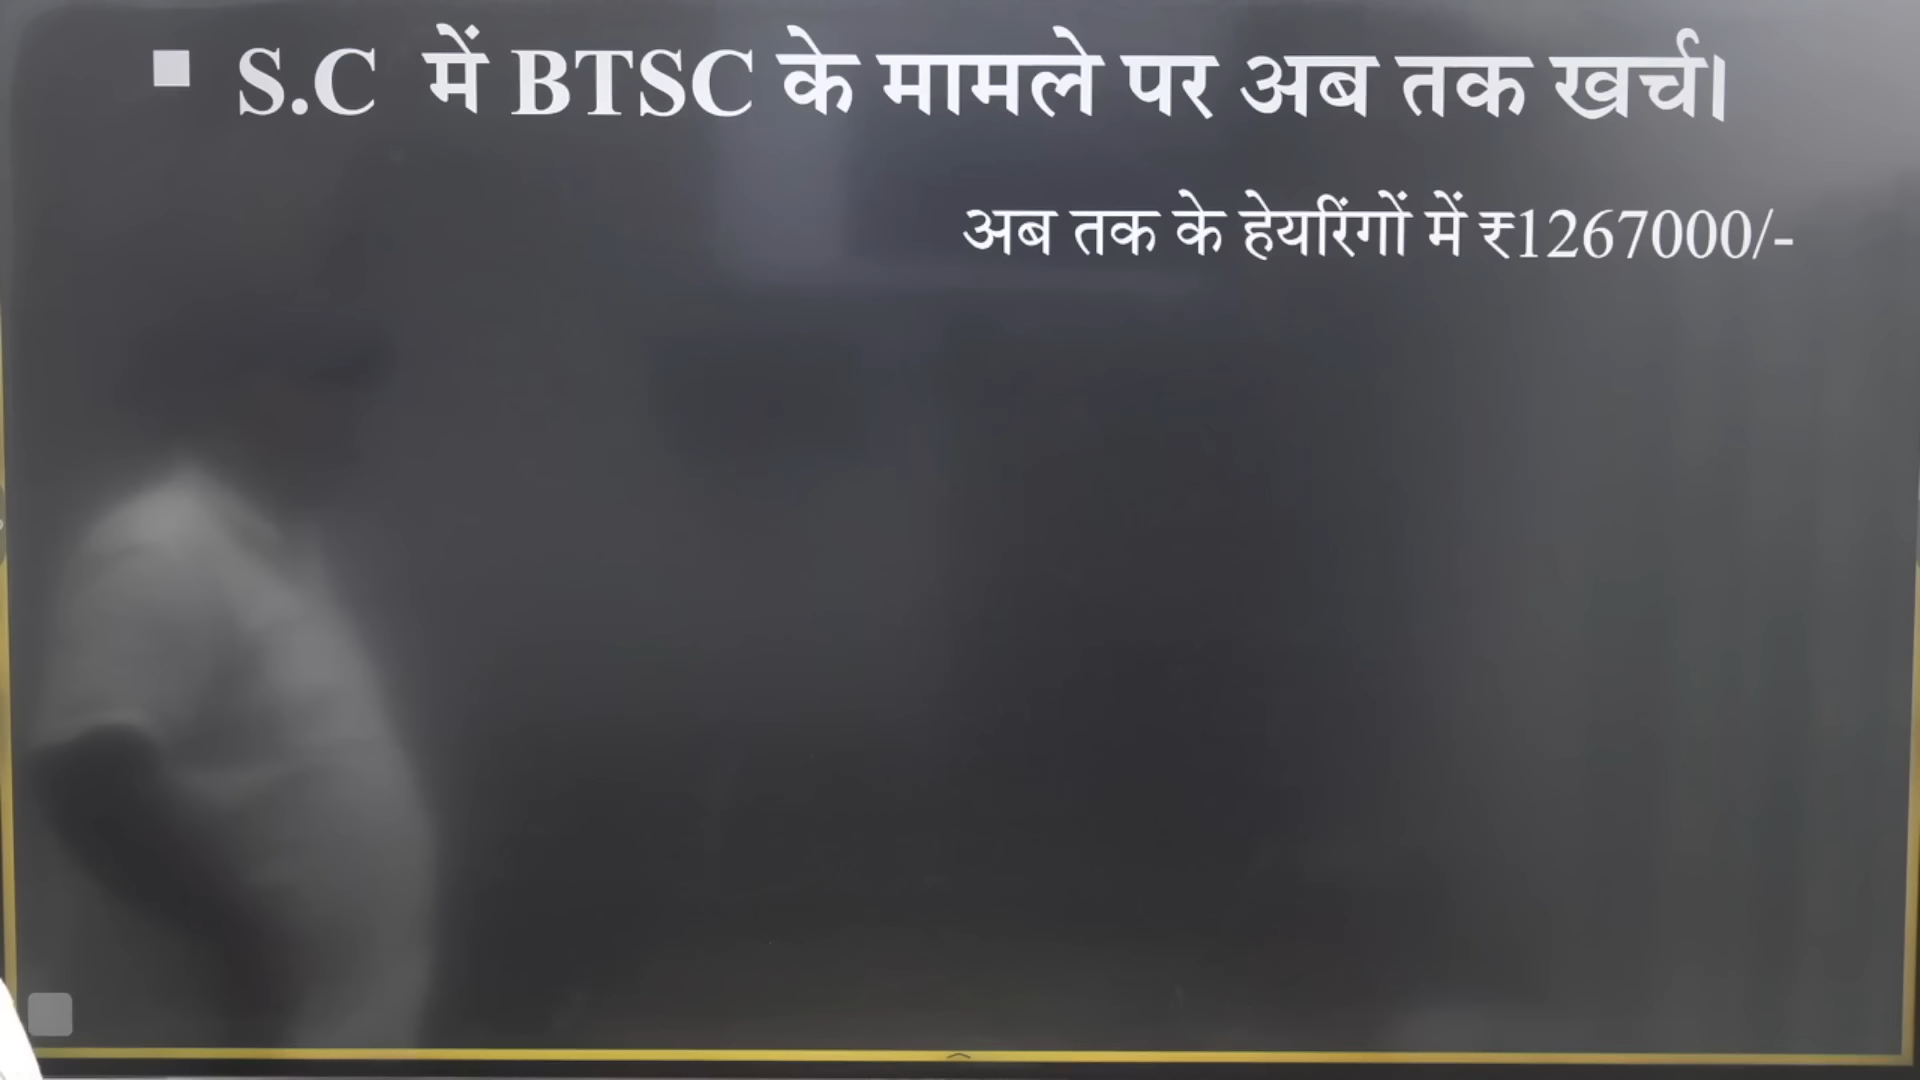 ▪ S.C में BTSC के मामले पर अब तक खर्च।
अब तक के हेयरिंगों में ₹1267000/-